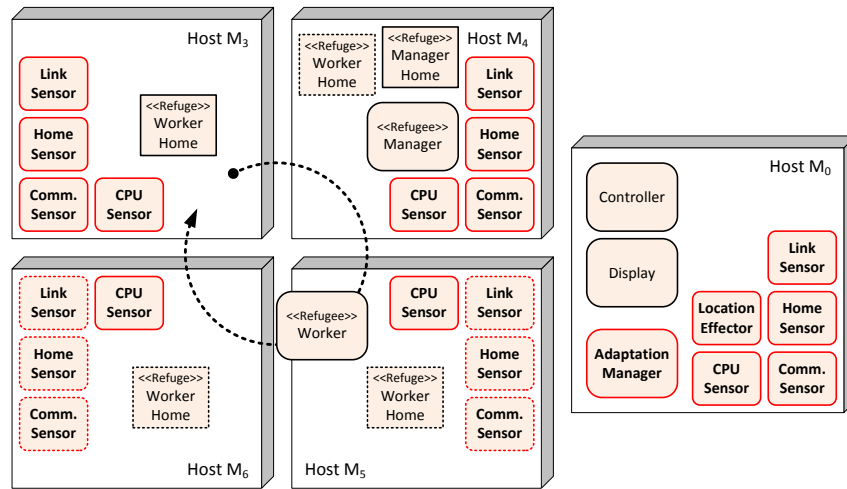 Host M3
Link
Sensor
Home
Sensor
Comm.
Sensor
CPU
Sensor
<<Refuge>>
Worker
Home
Host M4
<<Refuge>>
Worker
Home
<<Refuge>>
Manager
Home
<<Refugee>>
Manager
Link
Sensor
Home
Sensor
CPU
Sensor
Comm.
Sensor
Link
Sensor
CPU
Sensor
Home
Sensor
Comm.
Sensor
<<Refuge>>
Worker
Home
Host M6
<<Refugee>>
Worker
CPU
Sensor
Link
Sensor
Home
Sensor
Comm.
Sensor
<<Refuge>>
Worker
Home
Host M5
Host M0
Controller
Display
Adaptation
Manager
Link
Sensor
Location
Effector
Home
Sensor
CPU
Sensor
Comm.
Sensor